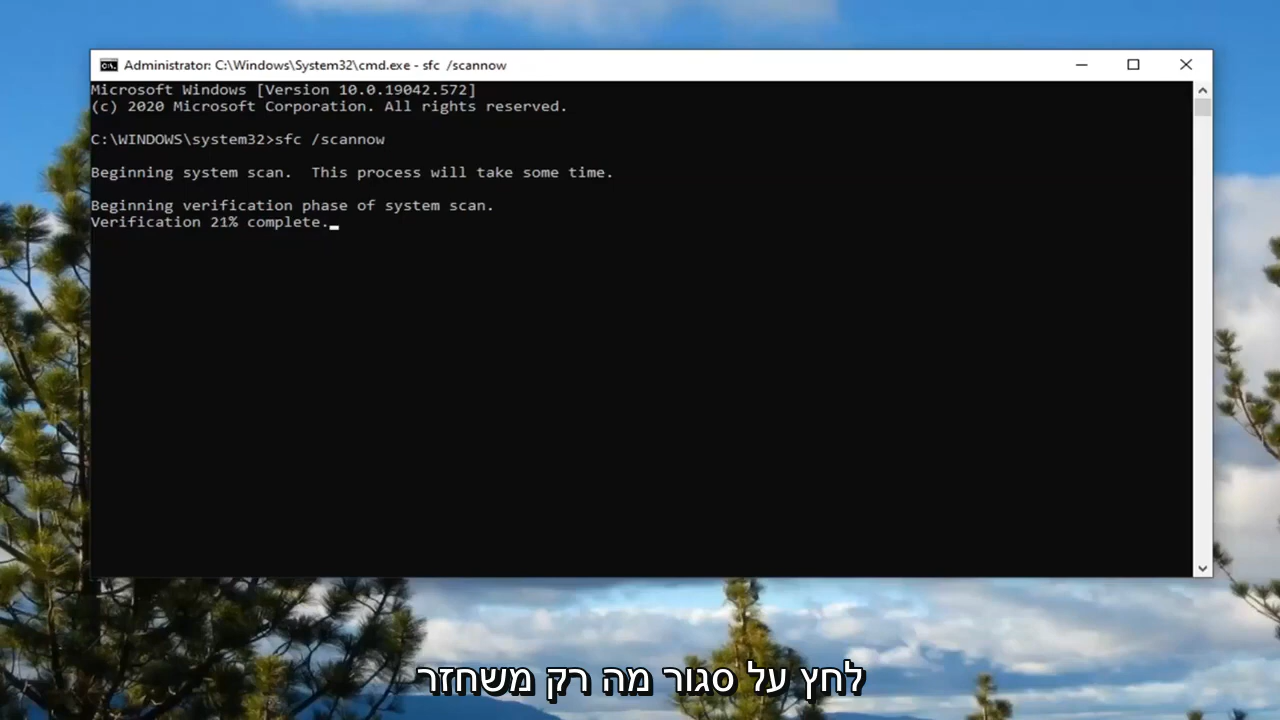 Administrator: C:\Windows\System32\cmd.exe - sfc  /scannow
Microsoft Windows [Version 10.0.19042.572]
(c) 2020 Microsoft Corporation. All rights reserved.
C:\WINDOWS\system32>sfc /scannow
Beginning system scan.  This process will take some time.
Beginning verification phase of system scan.
Verification 21% complete.
לחץ על סגור מה רק משחזר